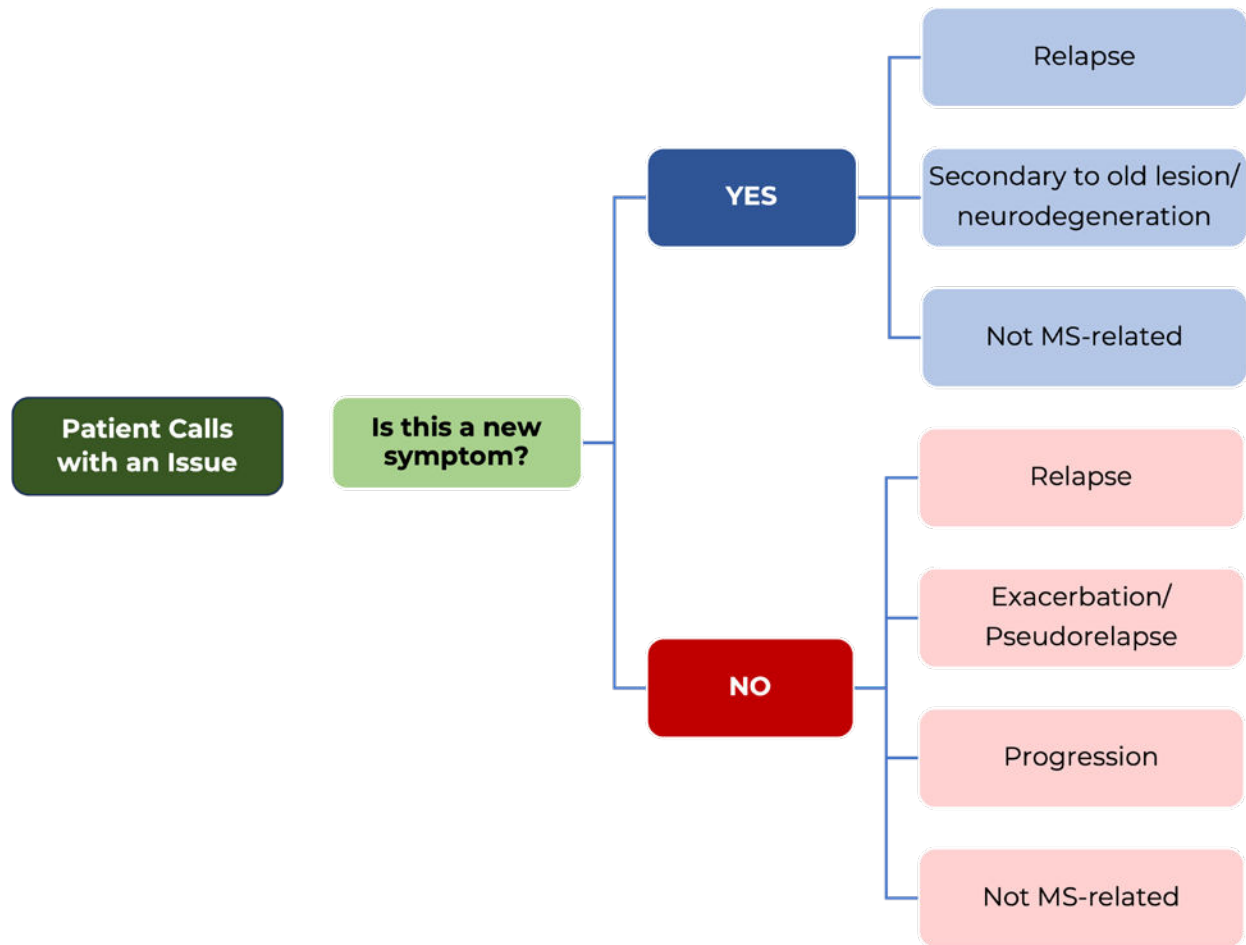 Patient Calls
with an Issue
Is this a new
symptom?
YES
Relapse
Secondary to old lesion/
neurodegeneration
Not MS-related
NO
Relapse
Exacerbation/
Pseudorelapse
Progression
Not MS-related